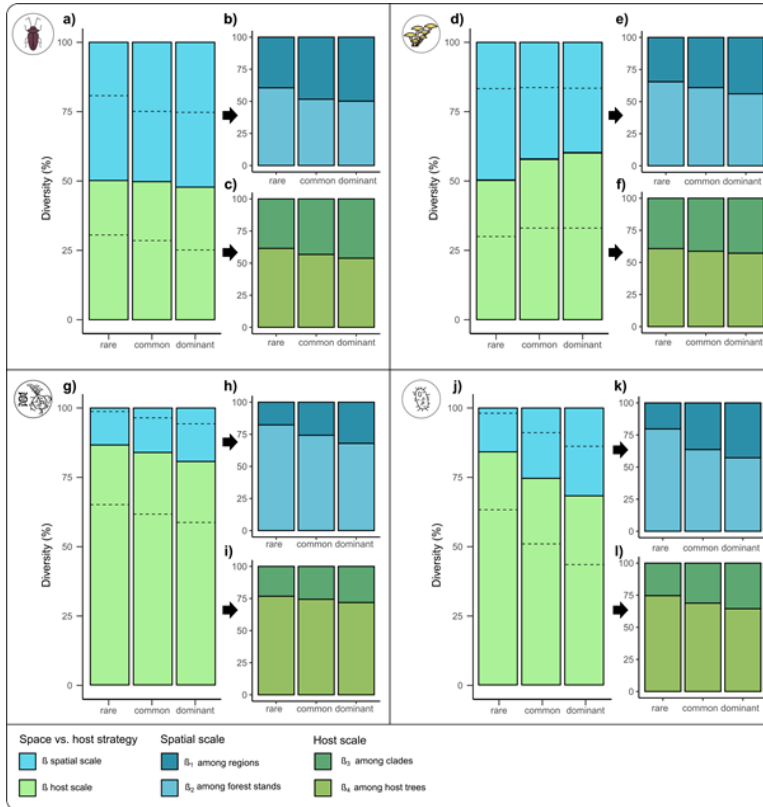 a)
100
75
50
25
0
Diversity (%)
rare common dominant
b)
100
75
50
25
0
rare common dominant
c)
100
75
50
25
0
rare common dominant
d)
100
75
50
25
0
Diversity (%)
rare common dominant
e)
100
75
50
25
0
rare common dominant
f)
100
75
50
25
0
rare common dominant
g)
100
75
50
25
0
Diversity (%)
rare common dominant
h)
100
75
50
25
0
rare common dominant
i)
100
75
50
25
0
rare common dominant
j)
100
75
50
25
0
Diversity (%)
rare common dominant
k)
100
75
50
25
0
rare common dominant
l)
100
75
50
25
0
rare common dominant
Space vs. host strategy
ß spatial scale
ß host scale
Spatial scale
ß₁ among regions
ß₂ among forest stands
Host scale
ß₃ among clades
ß₄ among host trees